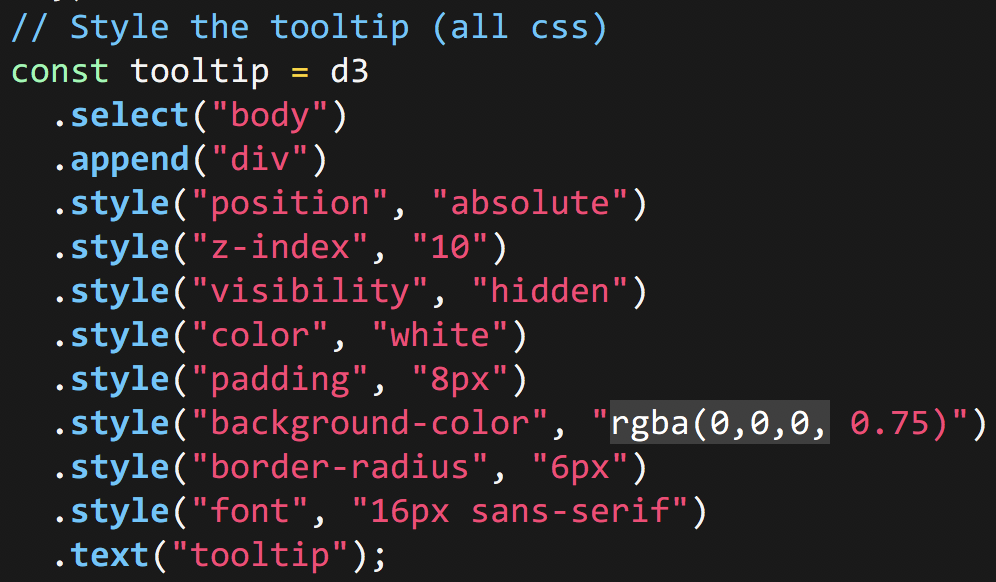 // Style the tooltip (all css)
const tooltip = d3
  .select("body")
  .append("div")
  .style("position", "absolute")
  .style("z-index", "10")
  .style("visibility", "hidden")
  .style("color", "white")
  .style("padding", "8px")
  .style("background-color", "rgba(0,0,0, 0.75)")
  .style("border-radius", "6px")
  .style("font", "16px sans-serif")
  .text("tooltip");